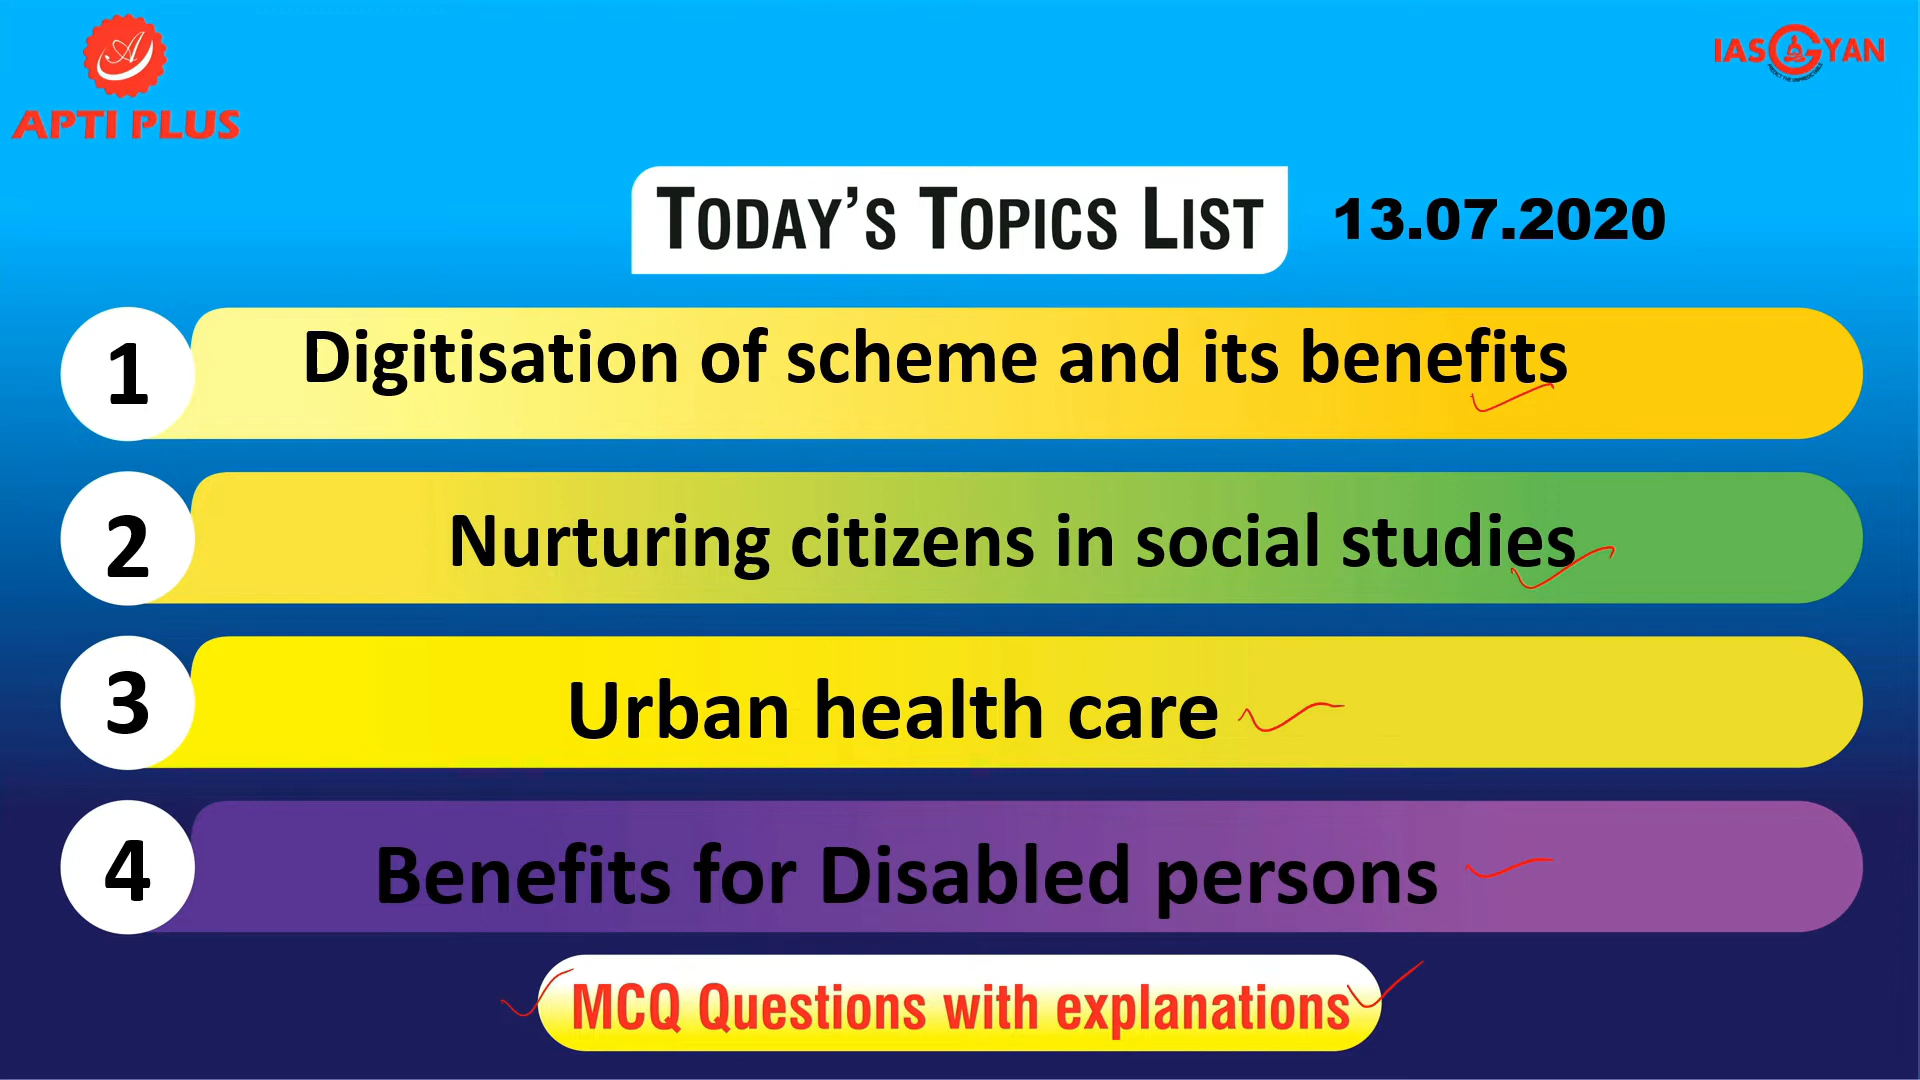 APTI PLUS
IASGYAN
TODAY'S TOPICS LIST
13.07.2020
1
Digitisation of scheme and its benefits
2
Nurturing citizens in social studies
3
Urban health care
4
Benefits for Disabled persons
MCQ Questions with explanations